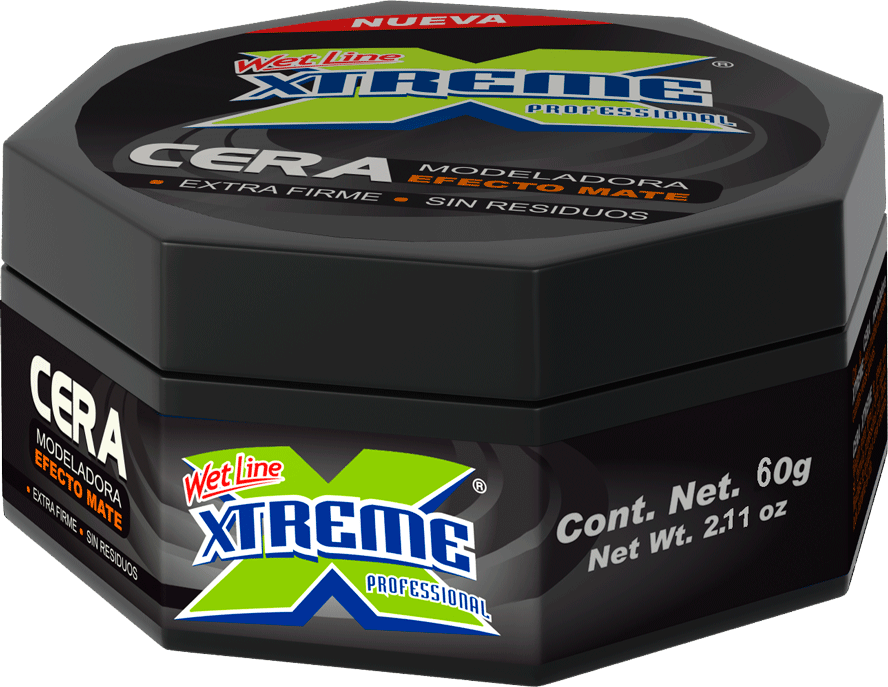 NUEVA
Wet Line
XTREME ®
PROFESSIONAL
CERA MODELADORA
EFECTO MATE
• EXTRA FIRME • SIN RESIDUOS
CERA
MODELADORA
EFECTO MATE
• EXTRA FIRME • SIN RESIDUOS
Wet Line ®
XTREME
PROFESSIONAL
Cont. Net. 60g
Net Wt. 2.11 oz